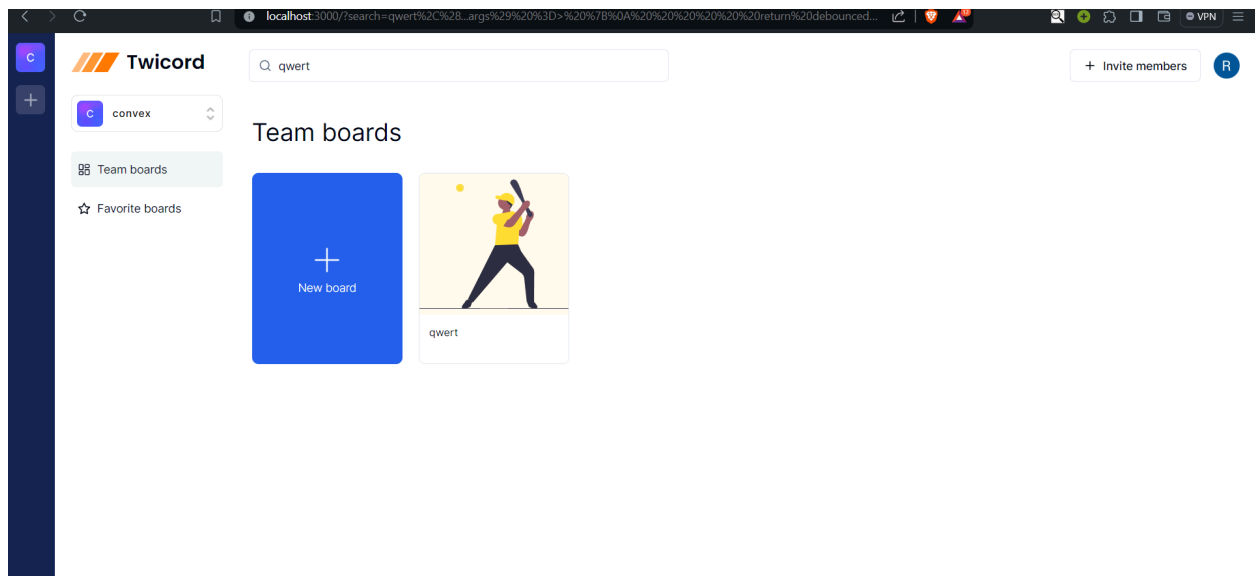 localhost:3000/?search=qwert%2C%28...args%29%20%3D>%20%7B%0A%20%20%20%20%20%20return%20debounced...
VPN
C
Twicord
qwert
+ Invite members
R
C convex
Team boards
Team boards
Favorite boards
New board
qwert